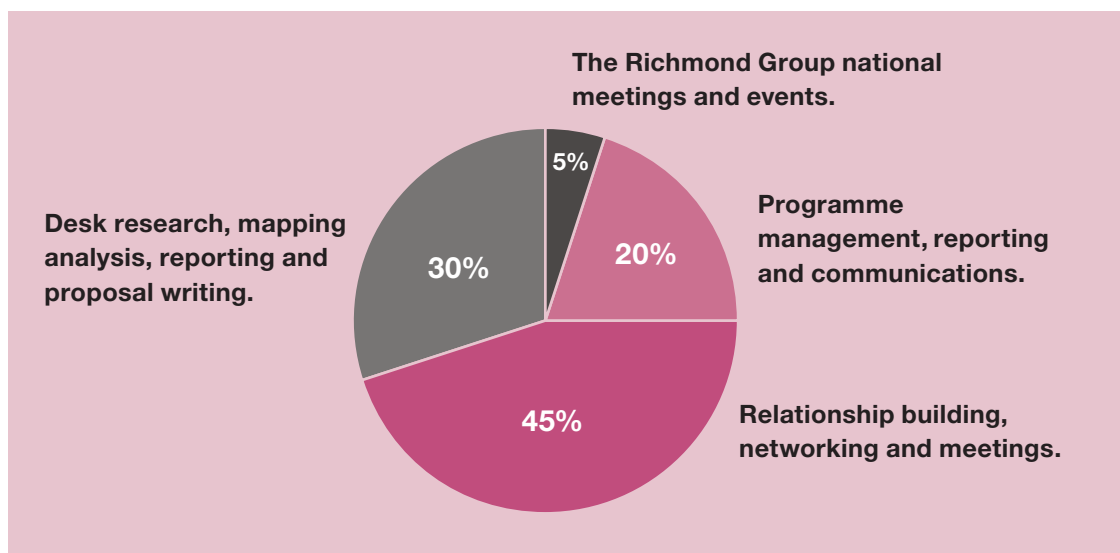 The Richmond Group national
meetings and events.
5%
Programme
management, reporting
and communications.
20%
Desk research, mapping
analysis, reporting and
proposal writing.
30%
45%
Relationship building,
networking and meetings.